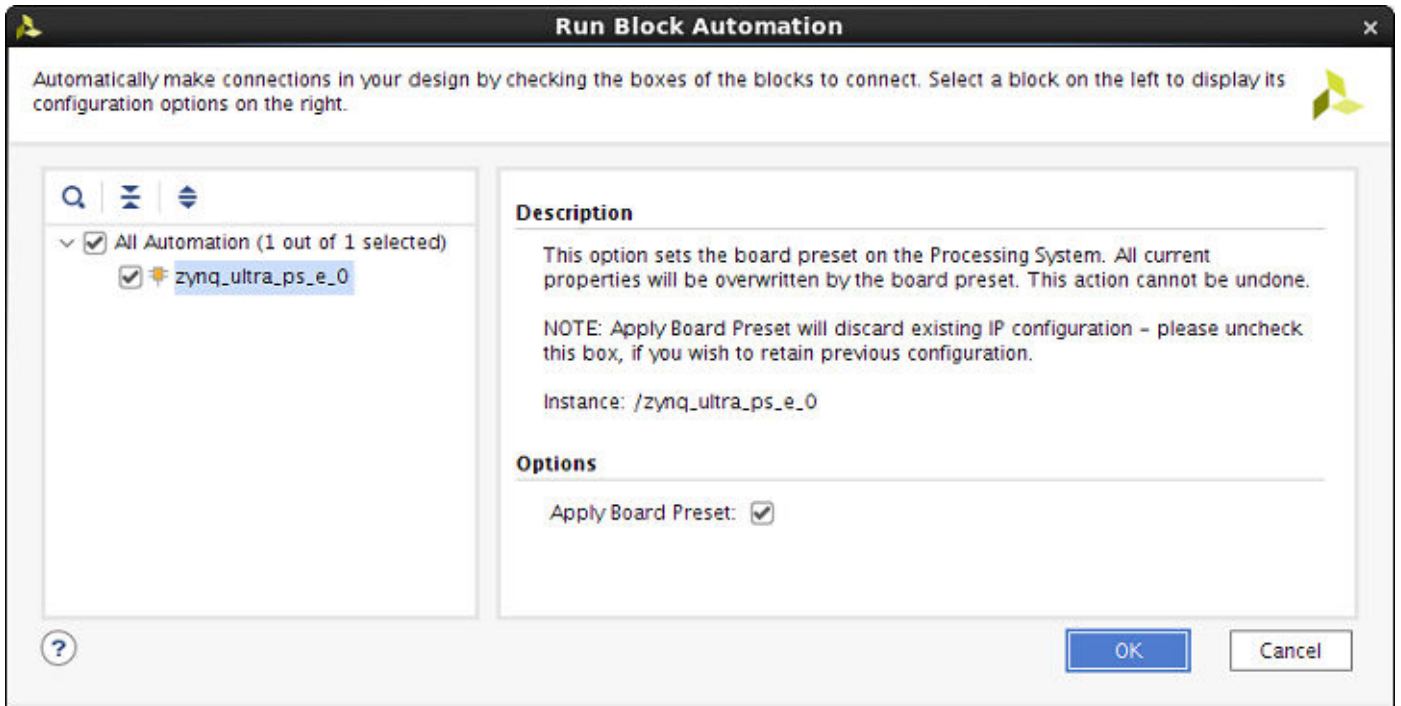 Run Block Automation
Automatically make connections in your design by checking the boxes of the blocks to connect. Select a block on the left to display its
configuration options on the right.
All Automation (1 out of 1 selected)
zynq_ultra_ps_e_0
Description
This option sets the board preset on the Processing System. All current
properties will be overwritten by the board preset. This action cannot be undone.
NOTE: Apply Board Preset will discard existing IP configuration – please uncheck
this box, if you wish to retain previous configuration.
Instance: /zynq_ultra_ps_e_0
Options
Apply Board Preset:
?
OK
Cancel